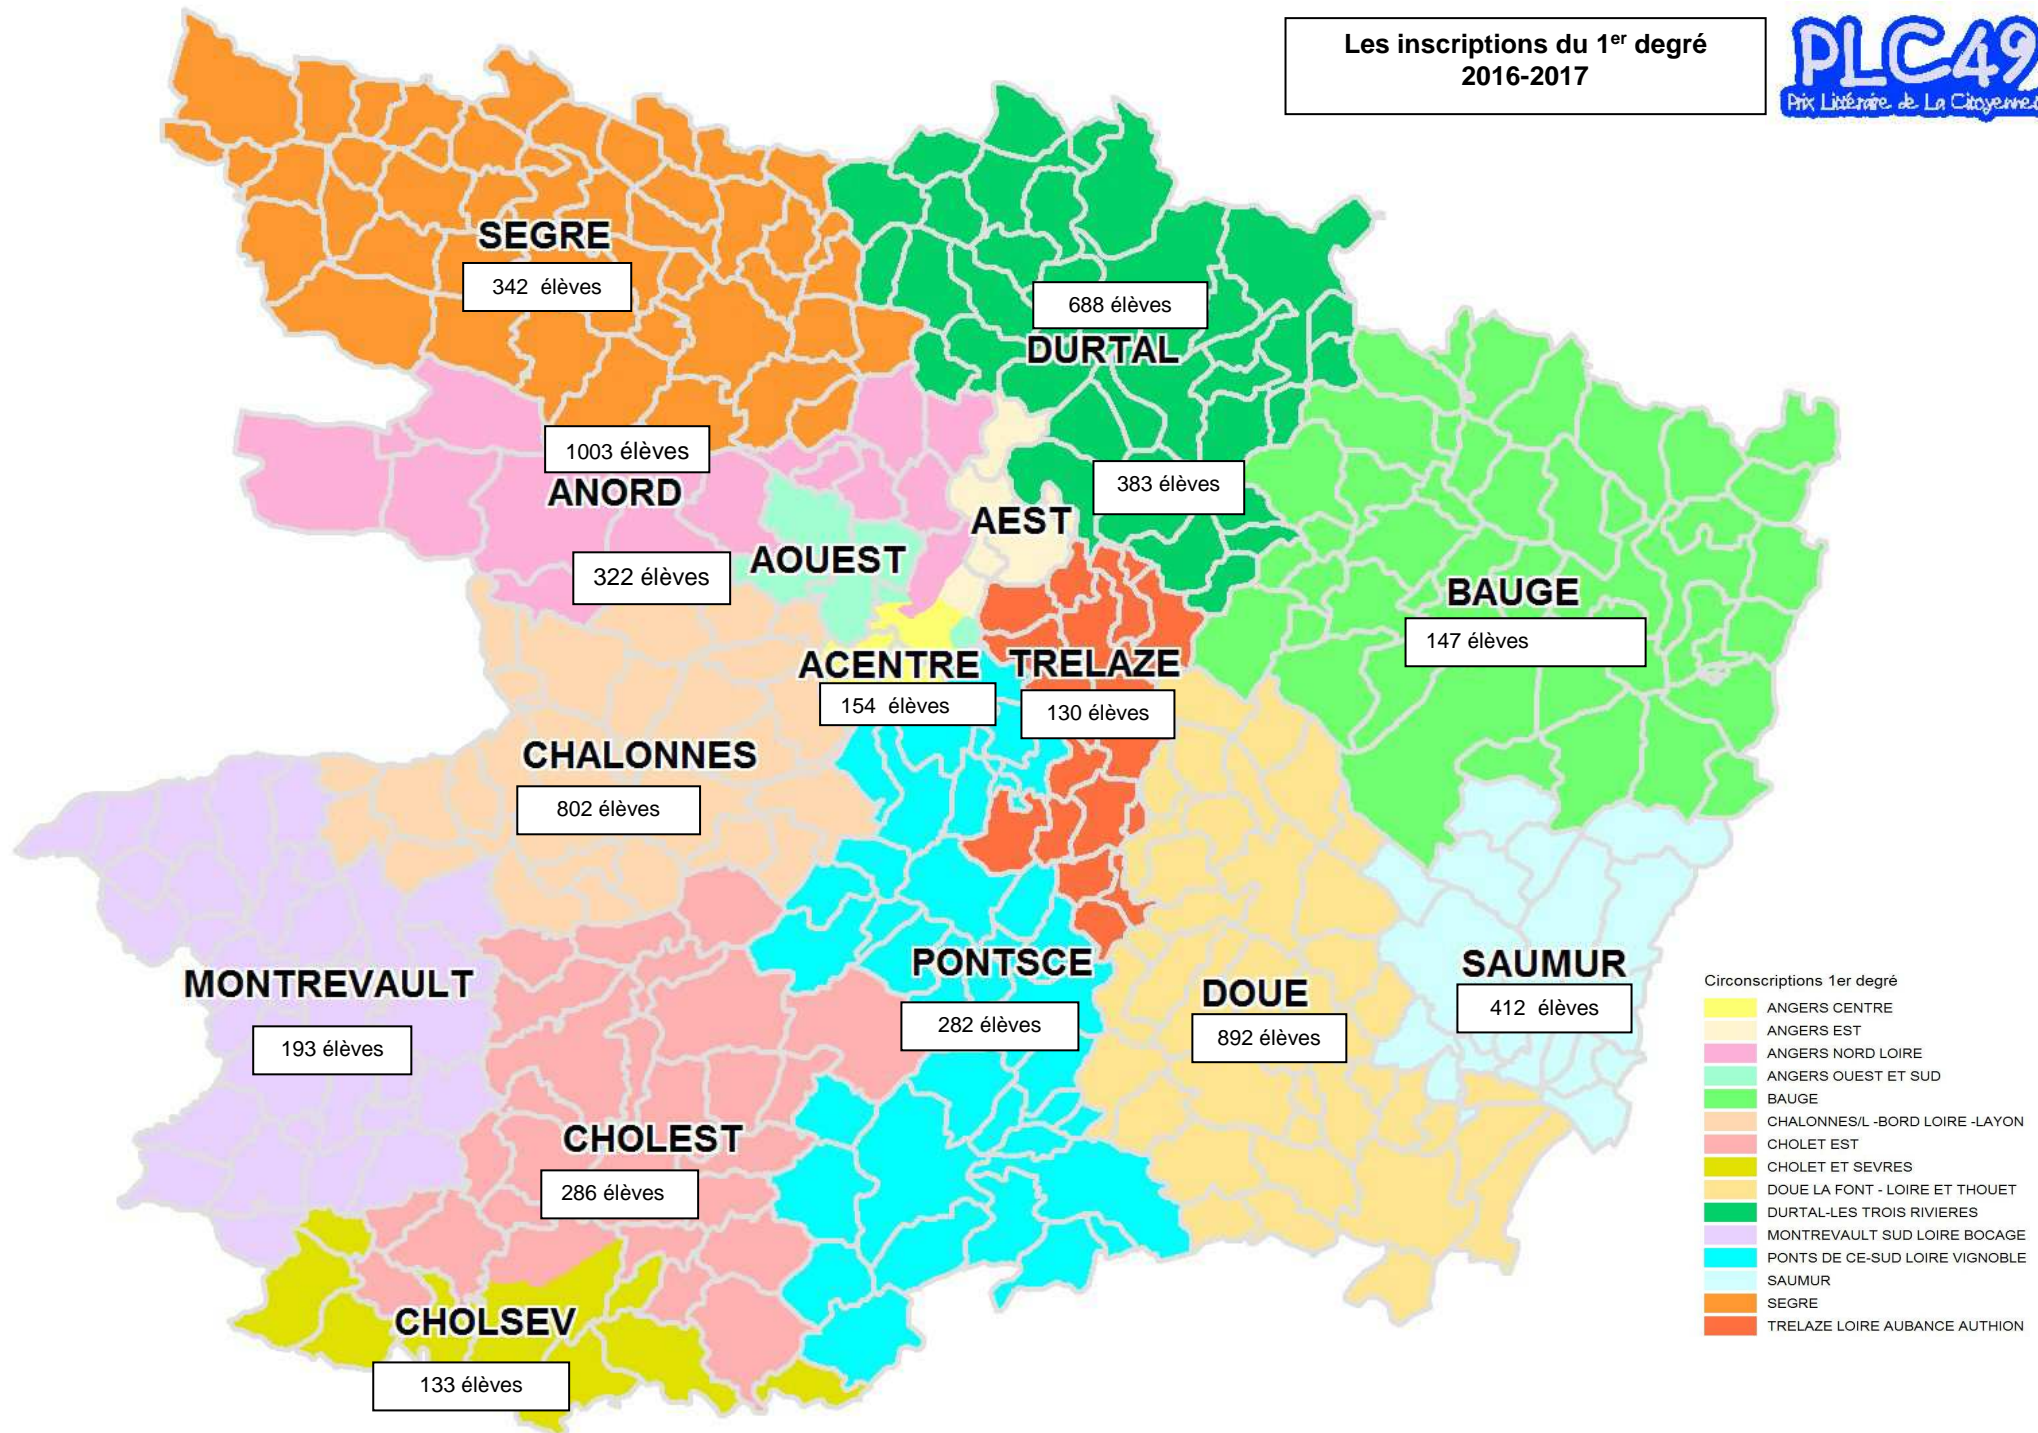 Les inscriptions du 1er degré
2016-2017
PLC49
Prix Littéraire de La Citoyenneté
SEGRE
342 élèves
688 élèves
DURTAL
1003 élèves
ANORD
383 élèves
AEST
AOUEST
322 élèves
BAUGE
147 élèves
ACENTRE
154 élèves
TRELAZE
130 élèves
CHALONNES
802 élèves
MONTREVAULT
193 élèves
PONTSCE
282 élèves
DOUE
892 élèves
SAUMUR
412 élèves
CHOLEST
286 élèves
CHOLSEV
133 élèves
Circonscriptions 1er degré
ANGERS CENTRE
ANGERS EST
ANGERS NORD LOIRE
ANGERS OUEST ET SUD
BAUGE
CHALONNES/L -BORD LOIRE -LAYON
CHOLET EST
CHOLET ET SEVRES
DOUE LA FONT - LOIRE ET THOUET
DURTAL-LES TROIS RIVIERES
MONTREVAULT SUD LOIRE BOCAGE
PONTS DE CE-SUD LOIRE VIGNOBLE
SAUMUR
SEGRE
TRELAZE LOIRE AUBANCE AUTHION